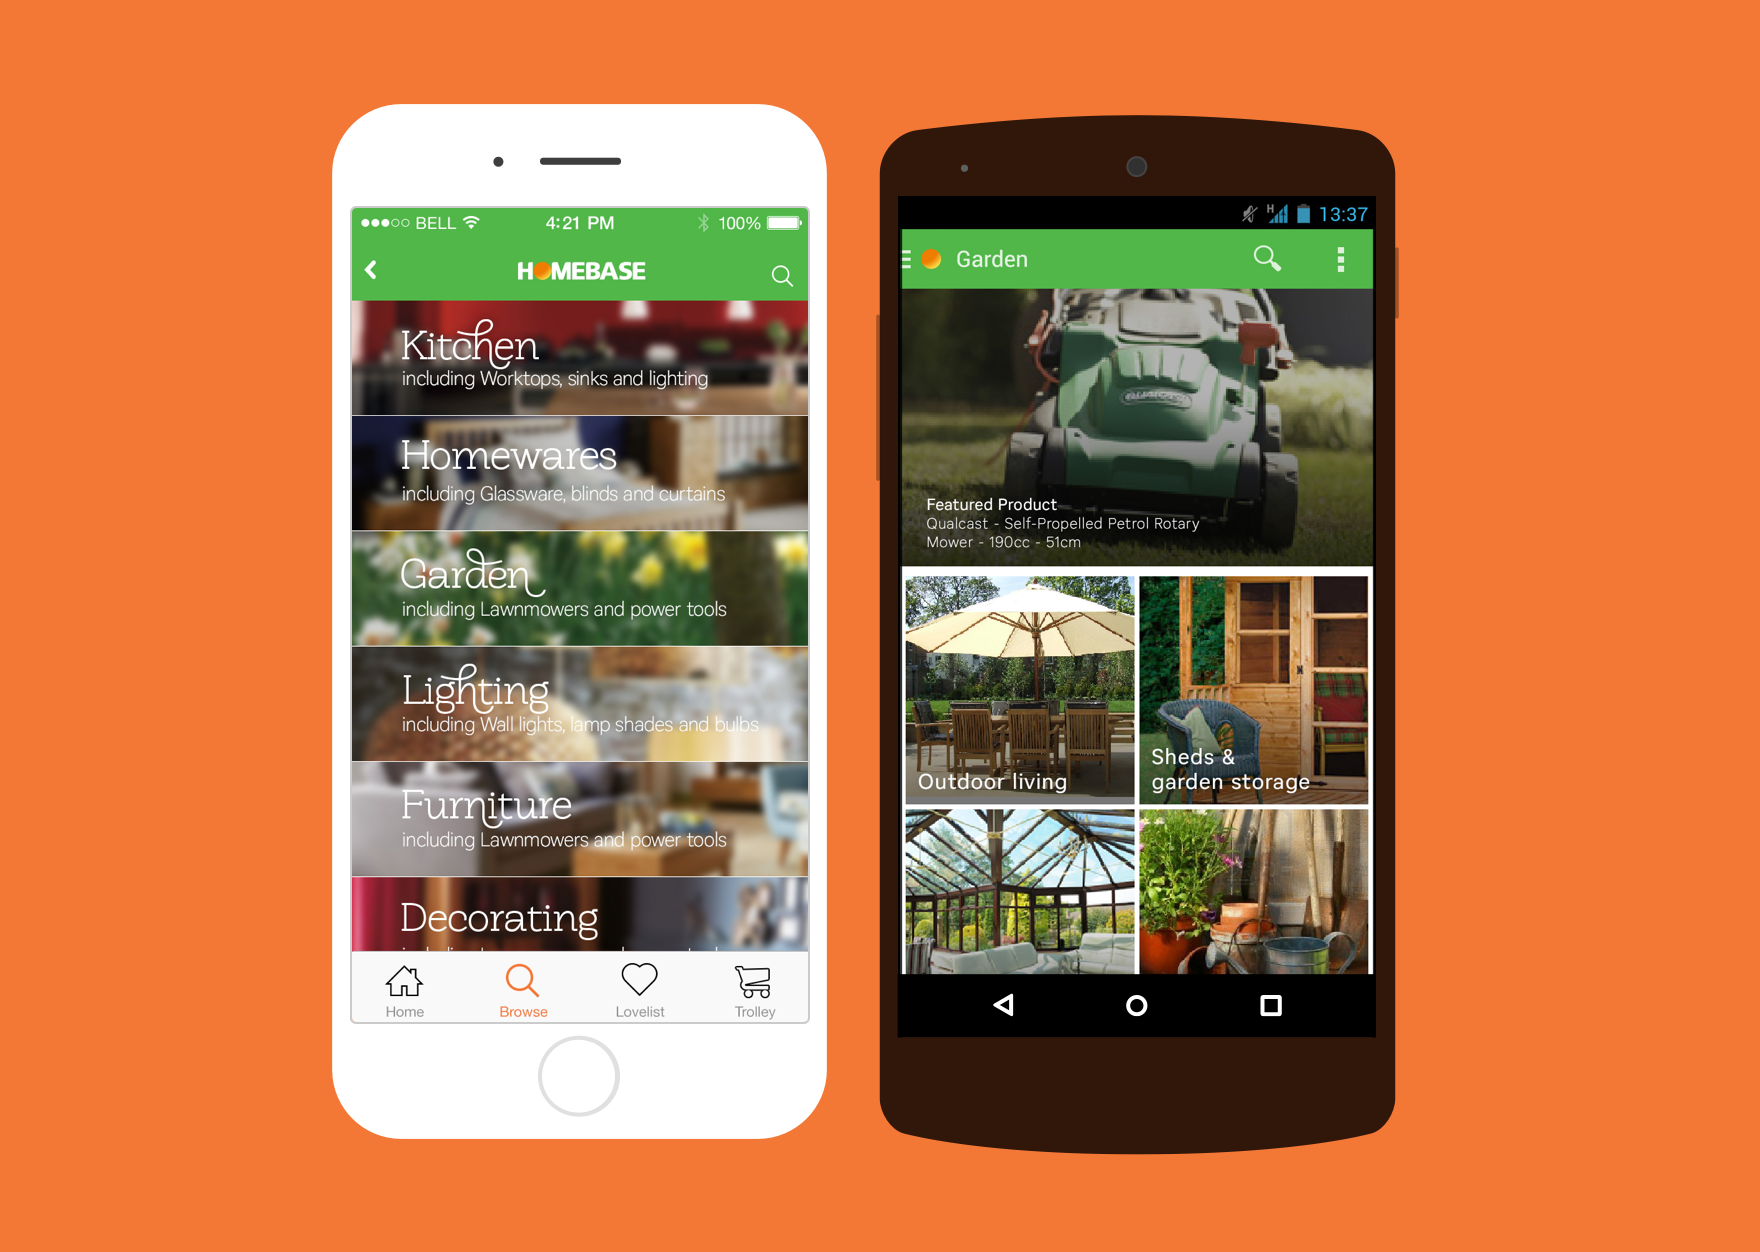 BELL 4:21 PM 100%
HOMEBASE
Kitchen
including Worktops, sinks and lighting
Homewares
including Glassware, blinds and curtains
Garden
including Lawnmowers and power tools
Lighting
including Wall lights, lamp shades and bulbs
Furniture
including Lawnmowers and power tools
Decorating
Home Browse Lovelist Trolley
H 13:37
Garden
QUALCAST
Featured Product
Qualcast - Self-Propelled Petrol Rotary
Mower - 190cc - 51cm
Outdoor living
Sheds &
garden storage